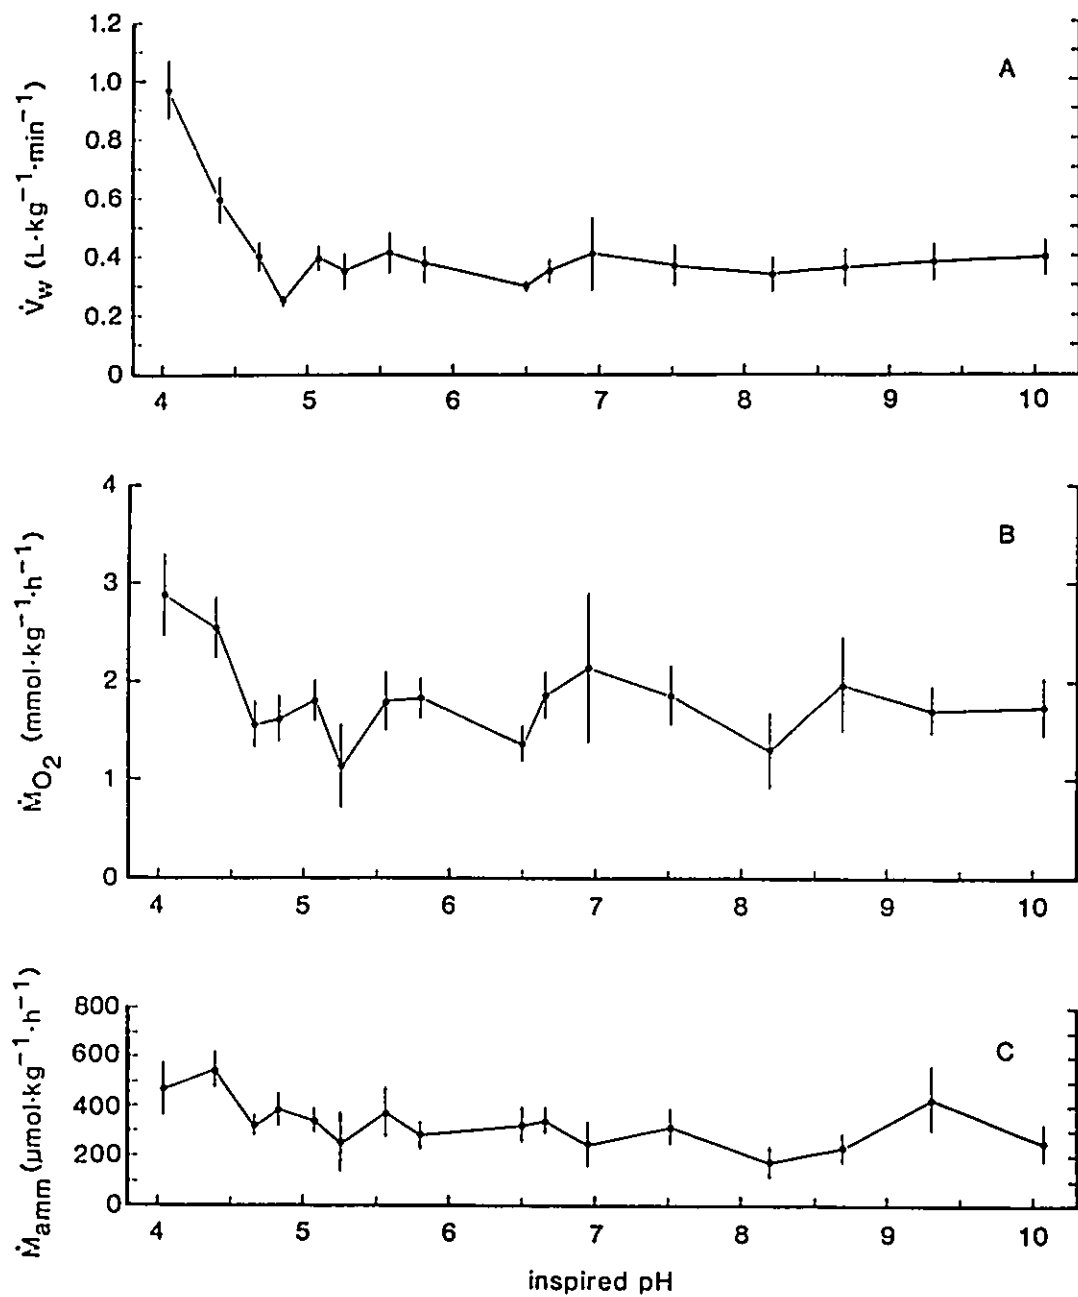 A
V̇w (L·kg⁻¹·min⁻¹)
1.2
1.0
0.8
0.6
0.4
0.2
0
4 5 6 7 8 9 10
B
ṀO₂ (mmol·kg⁻¹·h⁻¹)
4
3
2
1
0
4 5 6 7 8 9 10
C
Ṁamm (μmol·kg⁻¹·h⁻¹)
800
600
400
200
0
4 5 6 7 8 9 10
inspired pH